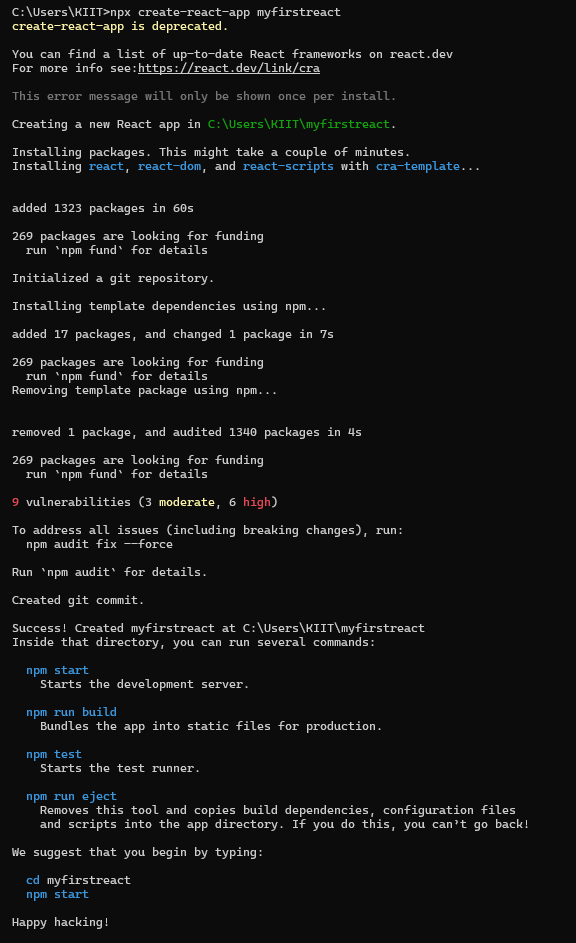 C:\Users\KIIT>npx create-react-app myfirstreact
create-react-app is deprecated.
You can find a list of up-to-date React frameworks on react.dev
For more info see:https://react.dev/link/cra
This error message will only be shown once per install.
Creating a new React app in C:\Users\KIIT\myfirstreact.
Installing packages. This might take a couple of minutes.
Installing react, react-dom, and react-scripts with cra-template...
added 1323 packages in 60s
269 packages are looking for funding
  run `npm fund` for details
Initialized a git repository.
Installing template dependencies using npm...
added 17 packages, and changed 1 package in 7s
269 packages are looking for funding
  run `npm fund` for details
Removing template package using npm...
removed 1 package, and audited 1340 packages in 4s
269 packages are looking for funding
  run `npm fund` for details
9 vulnerabilities (3 moderate, 6 high)
To address all issues (including breaking changes), run:
  npm audit fix --force
Run `npm audit` for details.
Created git commit.
Success! Created myfirstreact at C:\Users\KIIT\myfirstreact
Inside that directory, you can run several commands:
  npm start
    Starts the development server.
  npm run build
    Bundles the app into static files for production.
  npm test
    Starts the test runner.
  npm run eject
    Removes this tool and copies build dependencies, configuration files
    and scripts into the app directory. If you do this, you can’t go back!
We suggest that you begin by typing:
  cd myfirstreact
  npm start
Happy hacking!